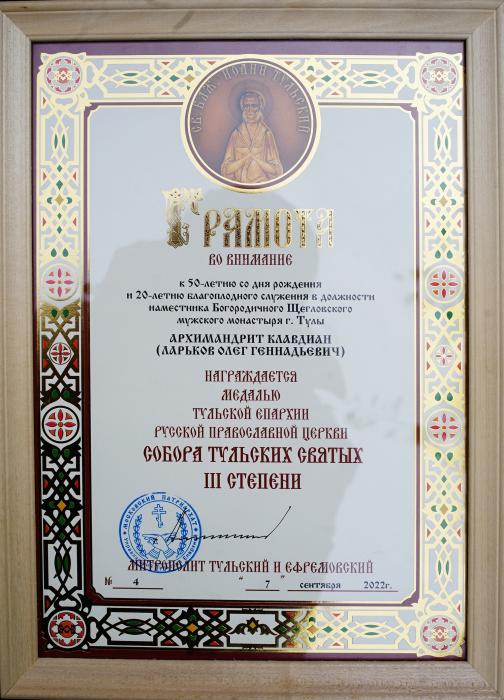 СВ. БЛЖ. ИОАНН ТУЛЬСКИЙ
ГРАМОТА
ВО ВНИМАНИЕ
к 50-летию со дня рождения
и 20-летию благоплодного служения в должности
наместника Богородичного Щегловского
мужского монастыря г. Тулы
АРХИМАНДРИТ КЛАВДИАН
(ЛАРЬКОВ ОЛЕГ ГЕННАДЬЕВИЧ)
НАГРАЖДАЕТСЯ
МЕДАЛЬЮ
ТУЛЬСКОЙ ЕПАРХИИ
РУССКОЙ ПРАВОСЛАВНОЙ ЦЕРКВИ
СОБОРА ТУЛЬСКИХ СВЯТЫХ
III СТЕПЕНИ
МОСКОВСКИЙ ПАТРИАРХАТ
МИТРОПОЛИТ ТУЛЬСКИЙ И ЕФРЕМОВСКИЙ
№ 4 " 7 " сентября 2022г.